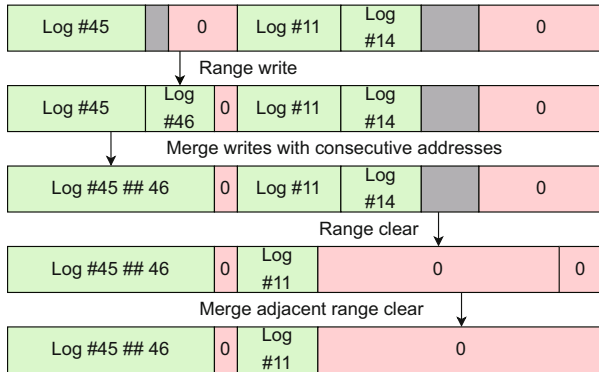 Log #45 0 Log #11 Log #14 0
Range write
Log #45 Log #46 0 Log #11 Log #14 0
Merge writes with consecutive addresses
Log #45 ## 46 0 Log #11 Log #14 0
Range clear
Log #45 ## 46 0 Log #11 0 0
Merge adjacent range clear
Log #45 ## 46 0 Log #11 0